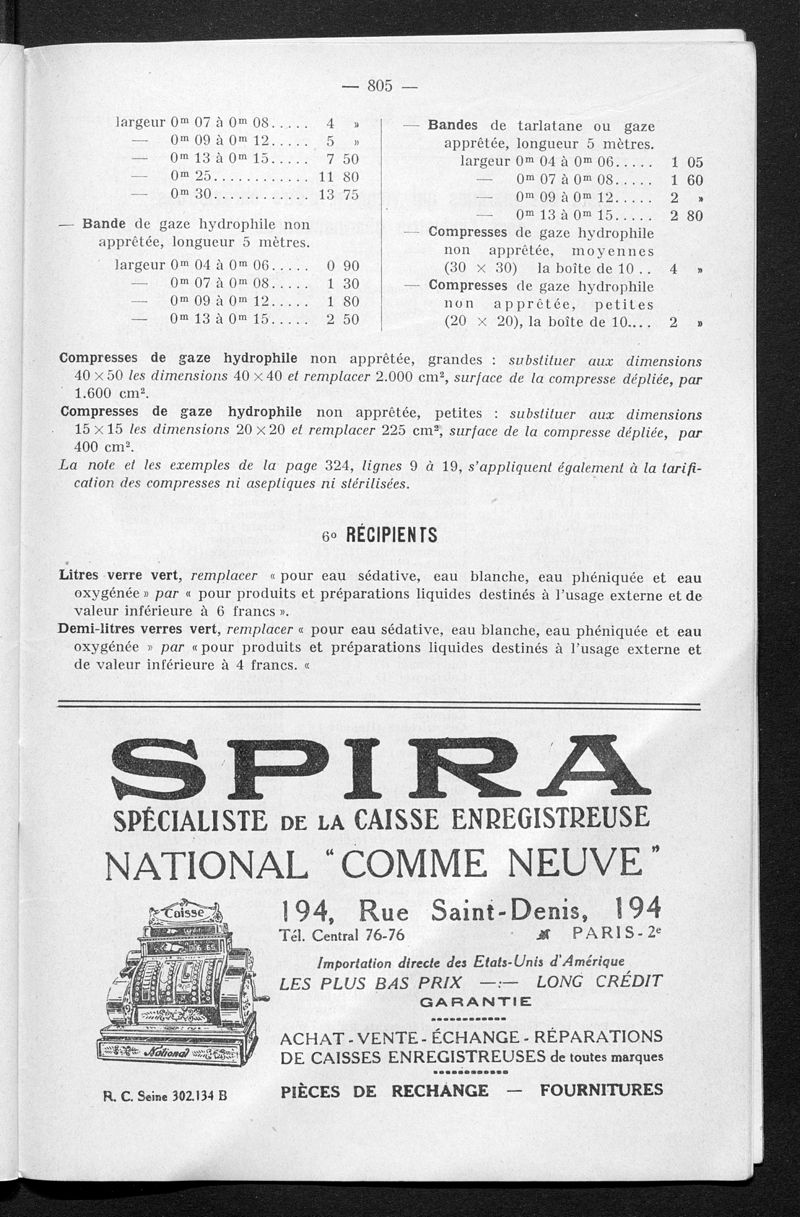 — 805 —
largeur 0ᵐ 07 à 0ᵐ 08..... 4 »
— 0ᵐ 09 à 0ᵐ 12..... 5 »
— 0ᵐ 13 à 0ᵐ 15..... 7 50
— 0ᵐ 25............ 11 80
— 0ᵐ 30............ 13 75
— Bande de gaze hydrophile non
apprêtée, longueur 5 mètres.
largeur 0ᵐ 04 à 0ᵐ 06..... 0 90
— 0ᵐ 07 à 0ᵐ 08..... 1 30
— 0ᵐ 09 à 0ᵐ 12..... 1 80
— 0ᵐ 13 à 0ᵐ 15..... 2 50
— Bandes de tarlatane ou gaze
apprêtée, longueur 5 mètres.
largeur 0ᵐ 04 à 0ᵐ 06..... 1 05
— 0ᵐ 07 à 0ᵐ 08..... 1 60
— 0ᵐ 09 à 0ᵐ 12..... 2 »
— 0ᵐ 13 à 0ᵐ 15..... 2 80
— Compresses de gaze hydrophile
non apprêtée, moyennes
(30 × 30) la boîte de 10 .. 4 »
— Compresses de gaze hydrophile
non apprêtée, petites
(20 × 20), la boîte de 10.... 2 »
Compresses de gaze hydrophile non apprêtée, grandes : substituer aux dimensions
40 × 50 les dimensions 40 × 40 et remplacer 2.000 cm², surface de la compresse dépliée, par
1.600 cm².
Compresses de gaze hydrophile non apprêtée, petites : substituer aux dimensions
15 × 15 les dimensions 20 × 20 et remplacer 225 cm², surface de la compresse dépliée, par
400 cm².
La note et les exemples de la page 324, lignes 9 à 19, s'appliquent également à la tarifi-
cation des compresses ni aseptiques ni stérilisées.
6º RÉCIPIENTS
Litres verre vert, remplacer « pour eau sédative, eau blanche, eau phéniquée et eau
oxygénée » par « pour produits et préparations liquides destinés à l'usage externe et de
valeur inférieure à 6 francs ».
Demi-litres verres vert, remplacer « pour eau sédative, eau blanche, eau phéniquée et eau
oxygénée » par « pour produits et préparations liquides destinés à l'usage externe et
de valeur inférieure à 4 francs. «
SPIRA
SPÉCIALISTE DE LA CAISSE ENREGISTREUSE
NATIONAL "COMME NEUVE"
Caisse
National
194, Rue Saint-Denis, 194
Tél. Central 76-76 PARIS-2ᵉ
Importation directe des Etats-Unis d'Amérique
LES PLUS BAS PRIX —:— LONG CRÉDIT
GARANTIE
ACHAT - VENTE - ÉCHANGE - RÉPARATIONS
DE CAISSES ENREGISTREUSES de toutes marques
R. C. Seine 302.134 B
PIÈCES DE RECHANGE — FOURNITURES